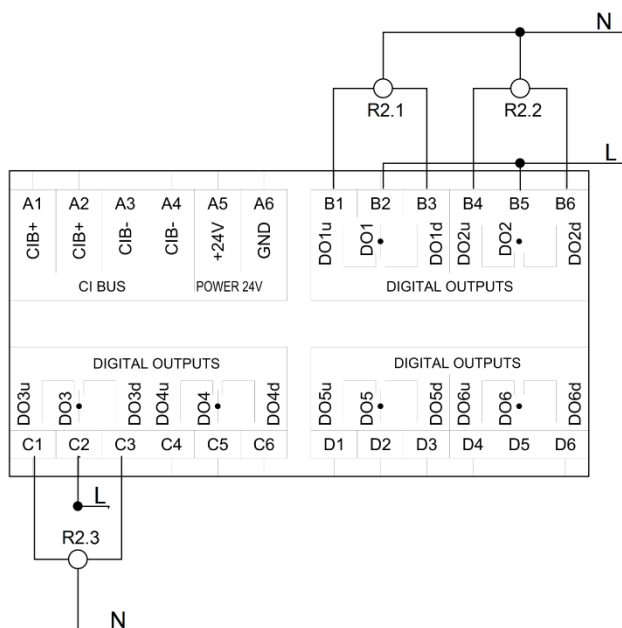 N
R2.1 R2.2
L
A1 A2 A3 A4 A5 A6 B1 B2 B3 B4 B5 B6
CIB+ CIB+ CIB- CIB- +24V GND DO1u DO1 DO1d DO2u DO2 DO2d
CI BUS POWER 24V DIGITAL OUTPUTS
DIGITAL OUTPUTS DIGITAL OUTPUTS
DO3u DO3 DO3d DO4u DO4 DO4d DO5u DO5 DO5d DO6u DO6 DO6d
C1 C2 C3 C4 C5 C6 D1 D2 D3 D4 D5 D6
L
R2.3
N